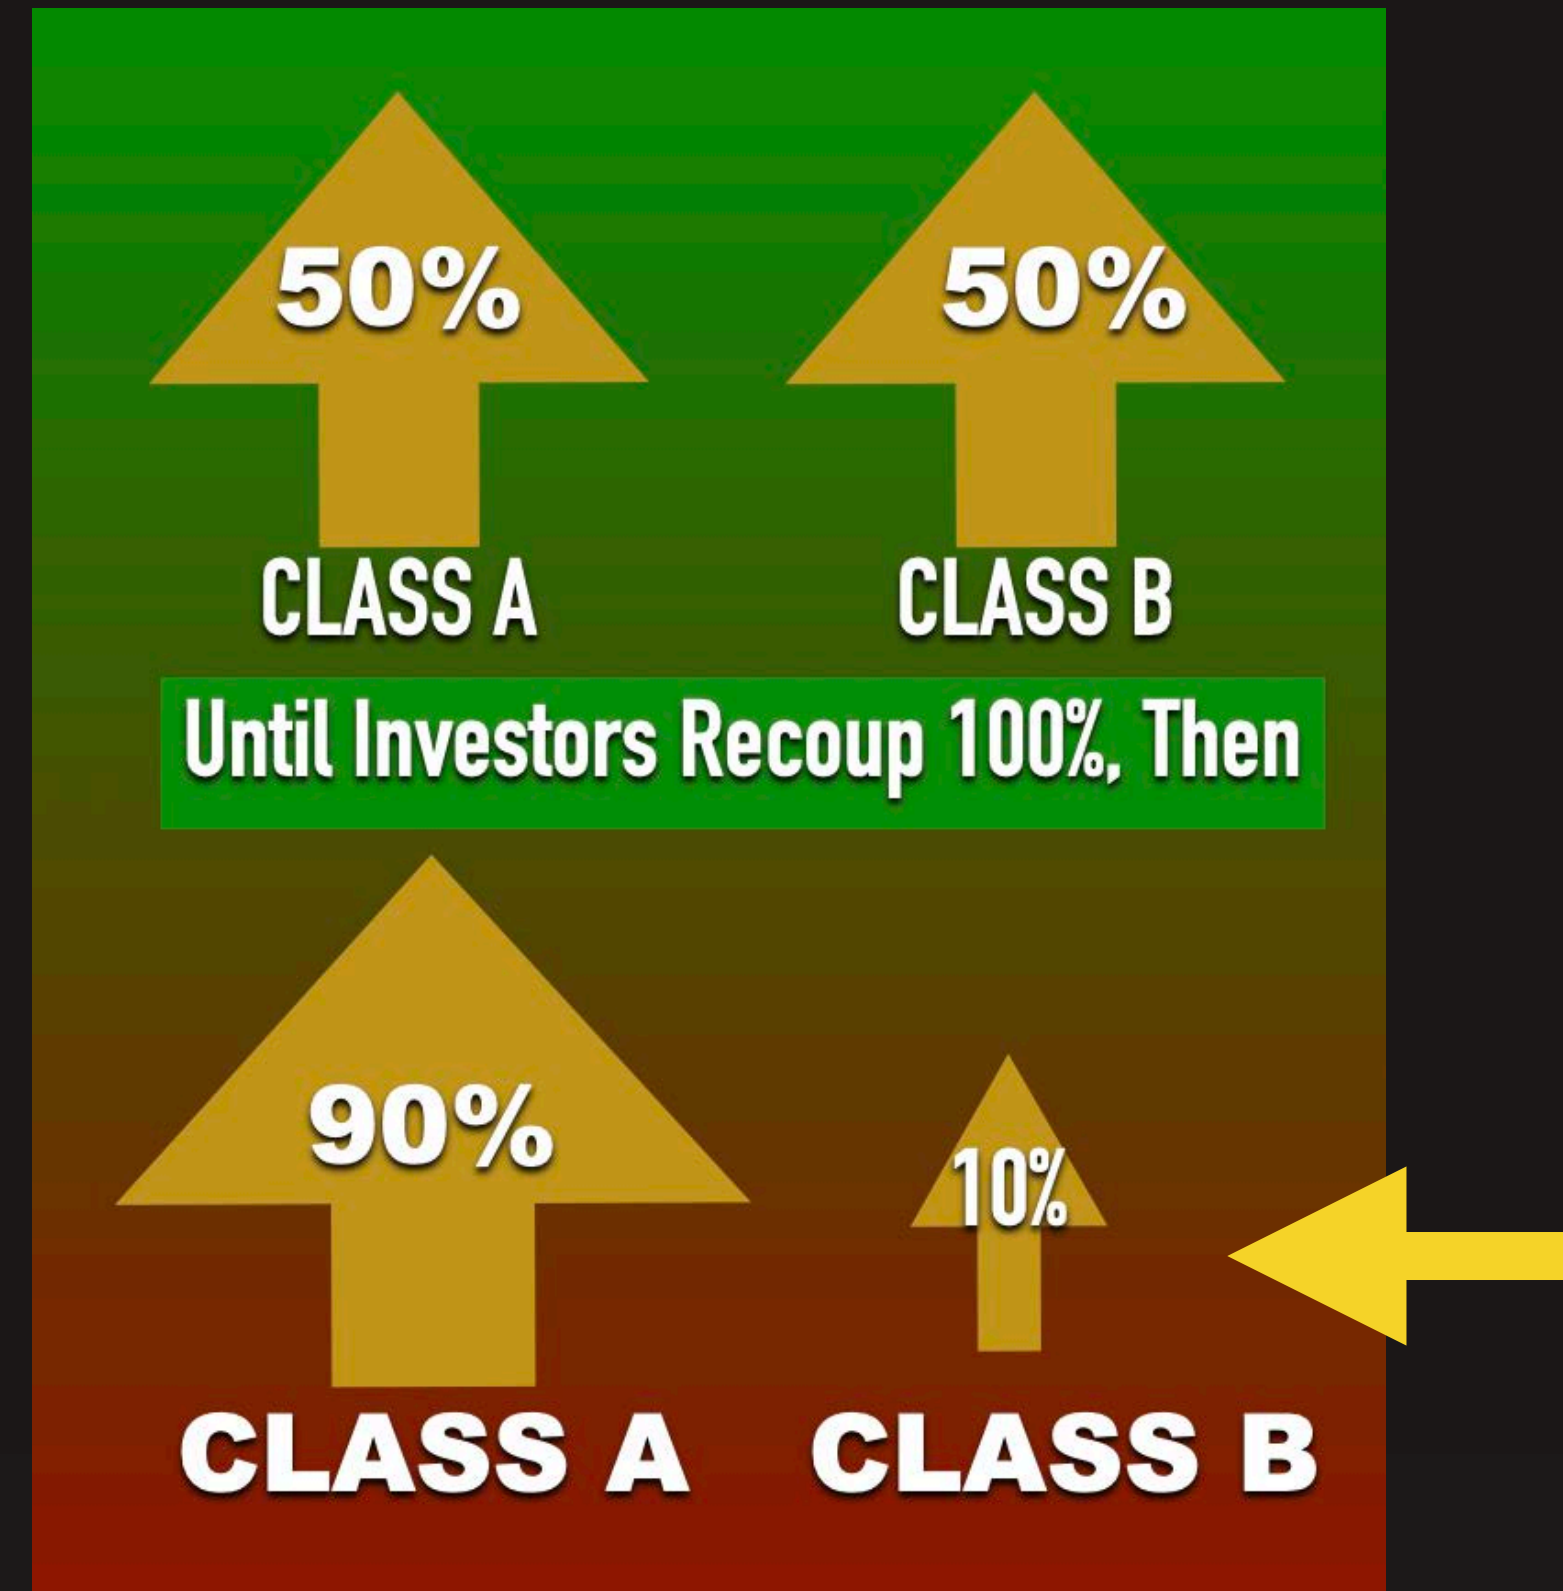 50% 50%
CLASS A CLASS B
Until Investors Recoup 100%, Then
90% 10%
CLASS A CLASS B